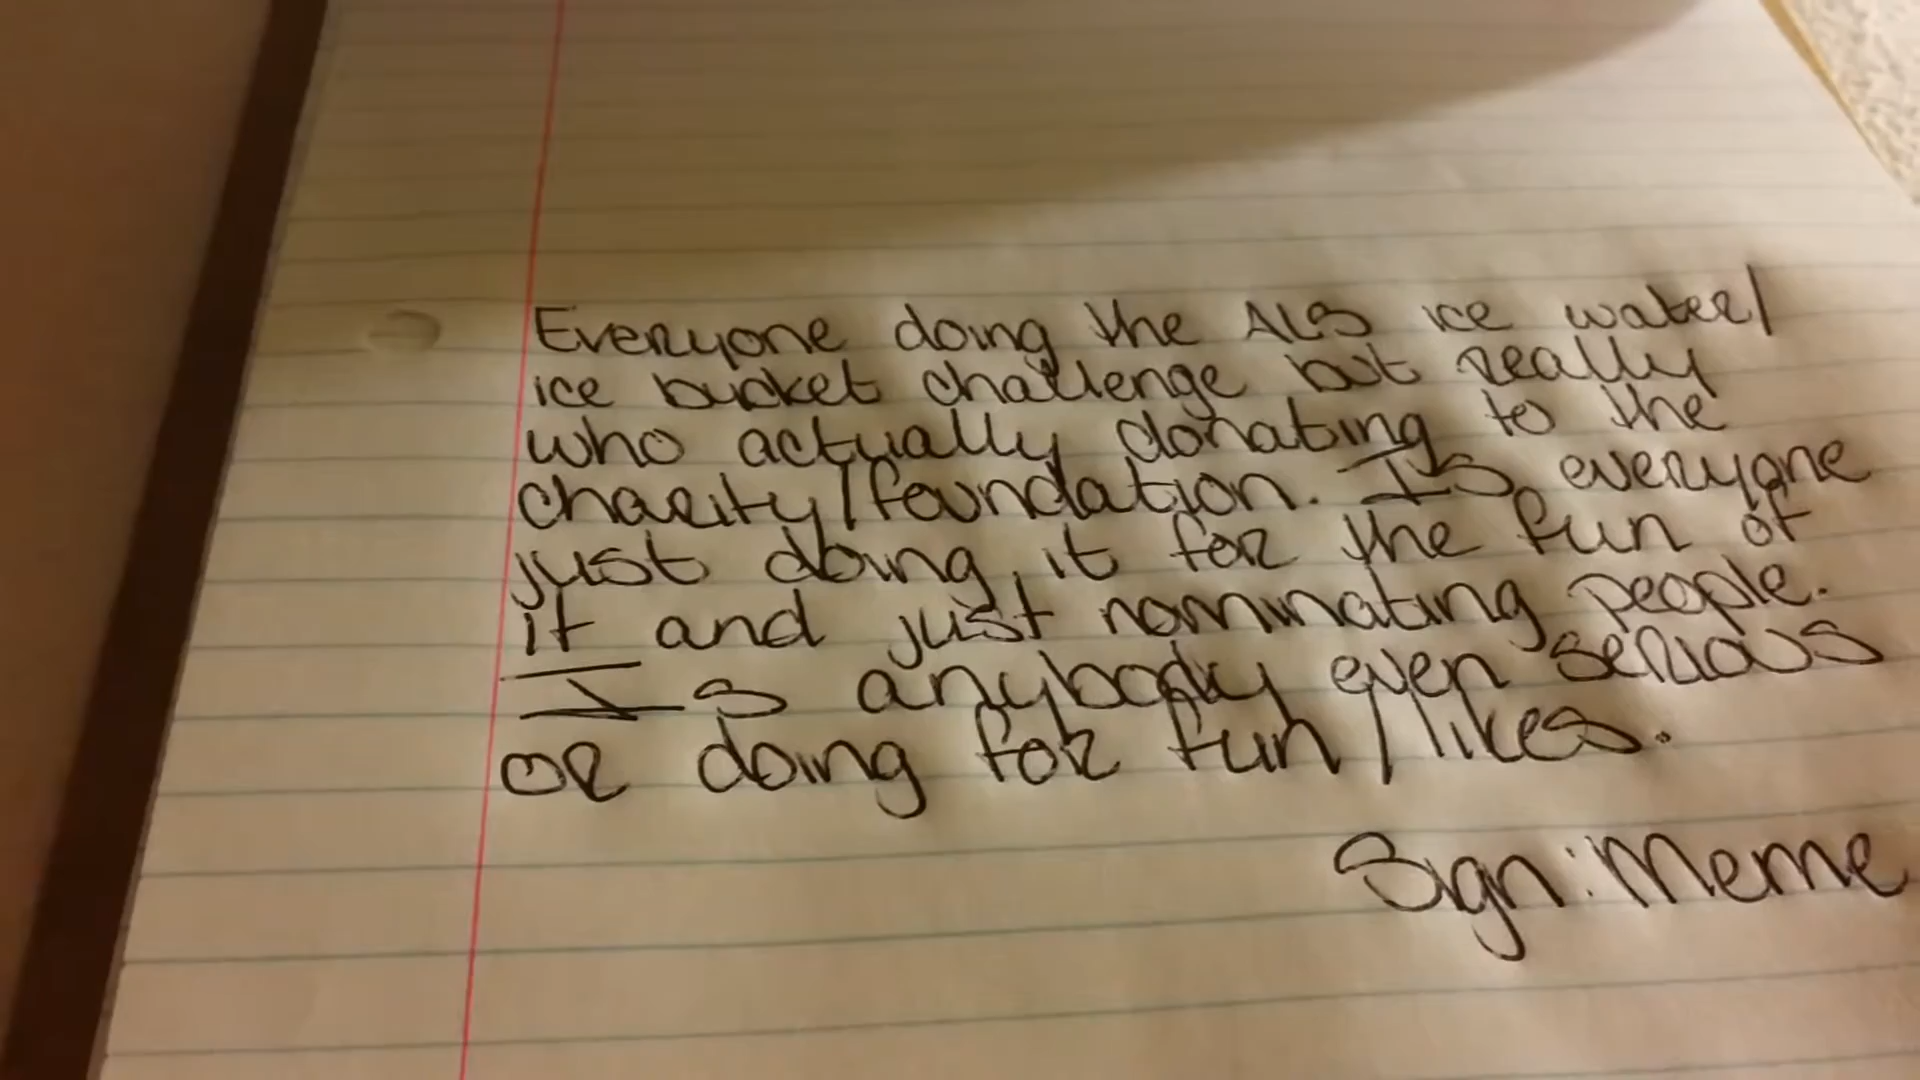 Everyone doing the ALS ice water/
ice bucket challenge but really
who actually donating to the
charity/foundation. Is everyone
just doing it for the fun of
it and just nominating people.
Is anybody even serious
or doing for fun/likes.
Sign: Meme